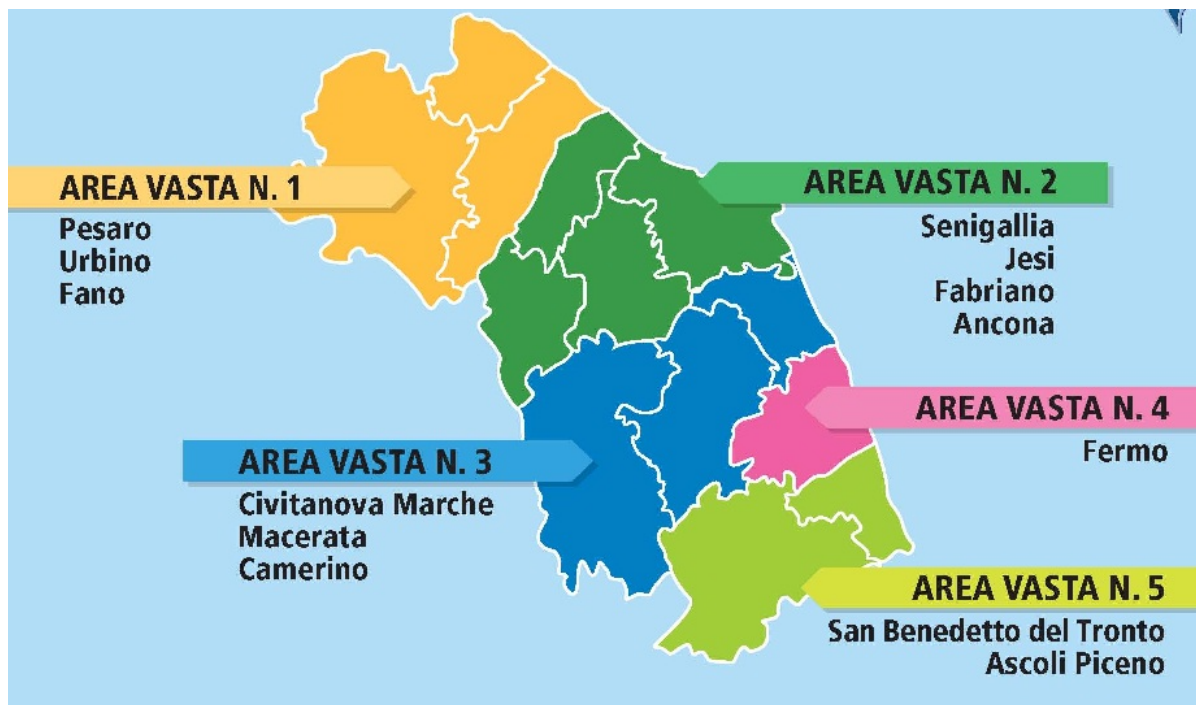 AREA VASTA N. 1
Pesaro
Urbino
Fano
AREA VASTA N. 2
Senigallia
Jesi
Fabriano
Ancona
AREA VASTA N. 3
Civitanova Marche
Macerata
Camerino
AREA VASTA N. 4
Fermo
AREA VASTA N. 5
San Benedetto del Tronto
Ascoli Piceno